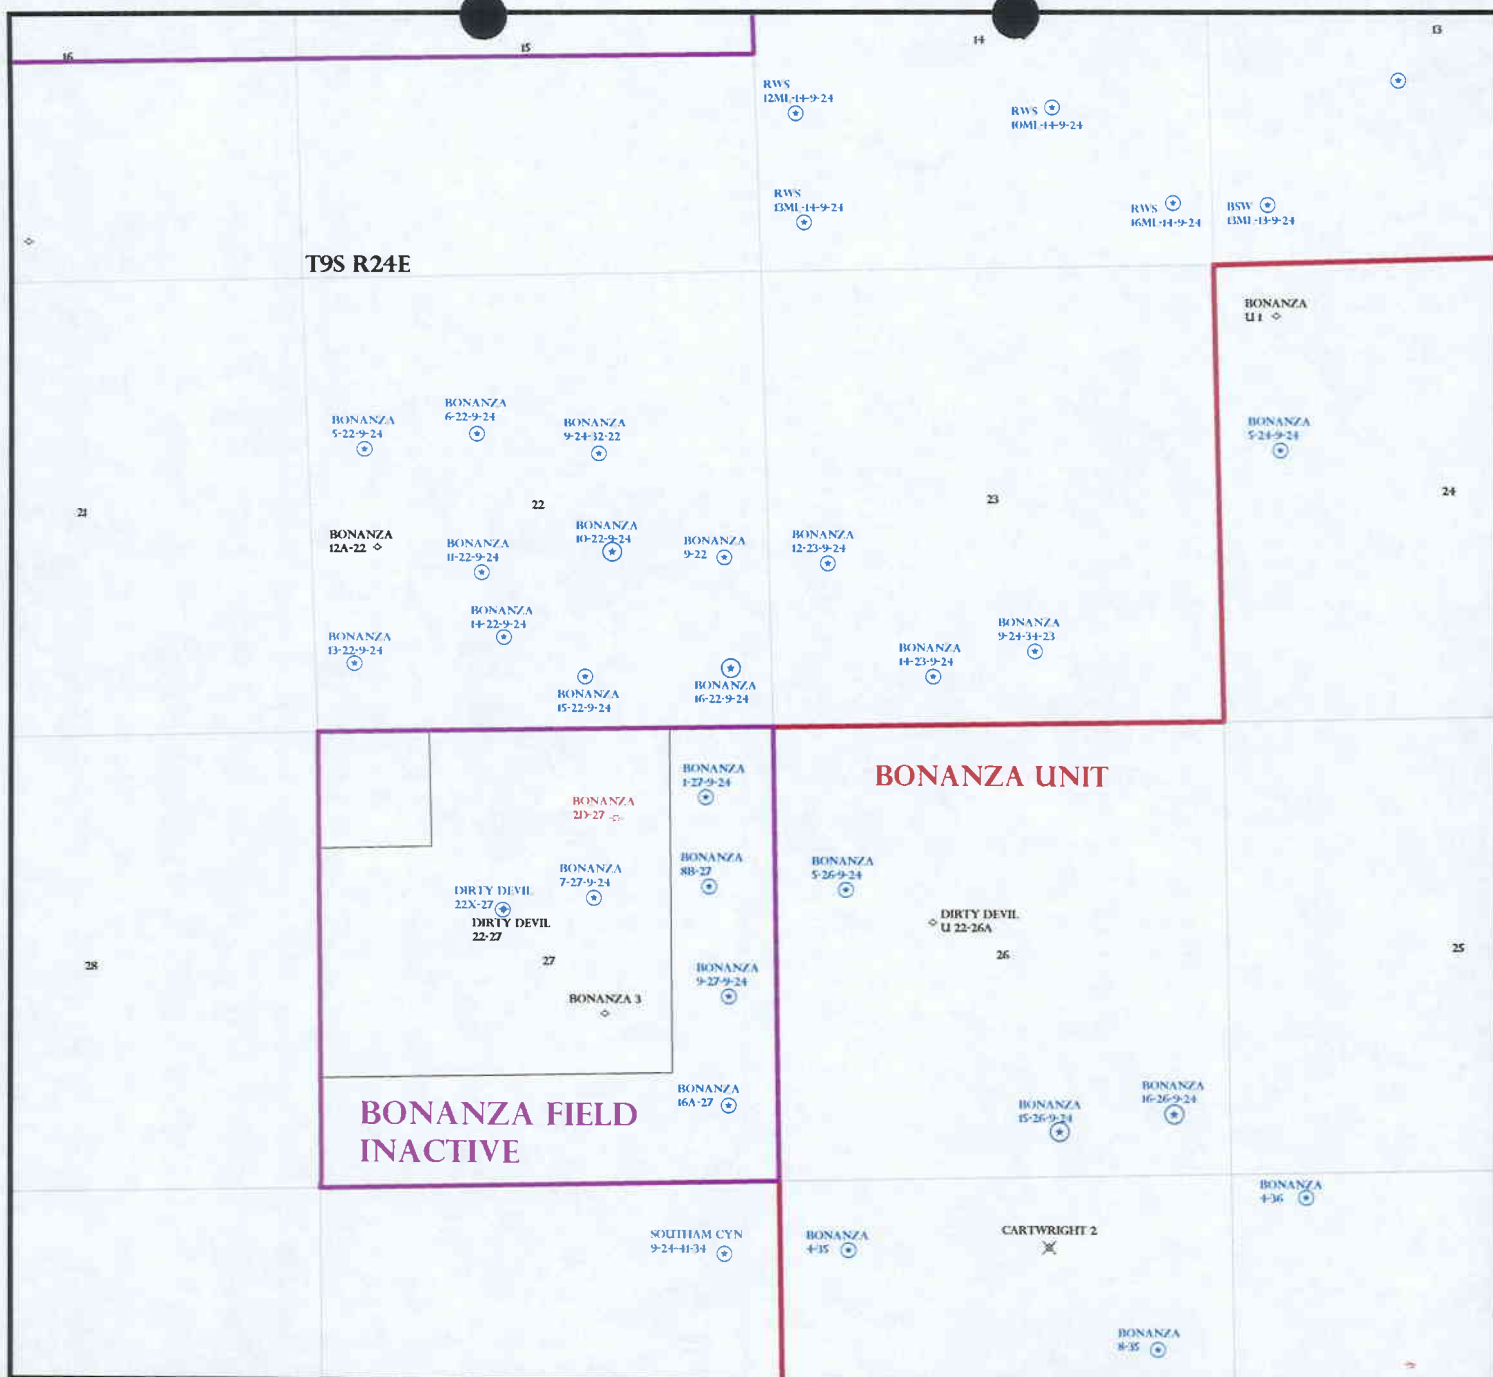 16
15
14
13
RWS
12ML-14-9-24
RWS
10ML-14-9-24
RWS
13ML-14-9-24
RWS
16ML-14-9-24
BSW
13ML-13-9-24
T9S R24E
BONANZA
U 1
BONANZA
5-22-9-24
BONANZA
6-22-9-24
BONANZA
9-24-32-22
BONANZA
5-24-9-24
21
22
23
24
BONANZA
12A-22
BONANZA
11-22-9-24
BONANZA
10-22-9-24
BONANZA
9-22
BONANZA
12-23-9-24
BONANZA
13-22-9-24
BONANZA
14-22-9-24
BONANZA
15-22-9-24
BONANZA
16-22-9-24
BONANZA
14-23-9-24
BONANZA
9-24-34-23
BONANZA
1-27-9-24
BONANZA UNIT
BONANZA
2D-27
BONANZA
7-27-9-24
BONANZA
8B-27
BONANZA
5-26-9-24
DIRTY DEVIL
22X-27
DIRTY DEVIL
22-27
DIRTY DEVIL
U 22-26A
28
27
26
25
BONANZA
9-27-9-24
BONANZA 3
BONANZA
16A-27
BONANZA FIELD
INACTIVE
BONANZA
15-26-9-24
BONANZA
16-26-9-24
BONANZA
4-36
SOUTHAM CYN
9-24-41-34
BONANZA
4-35
CARTWRIGHT 2
BONANZA
8-35